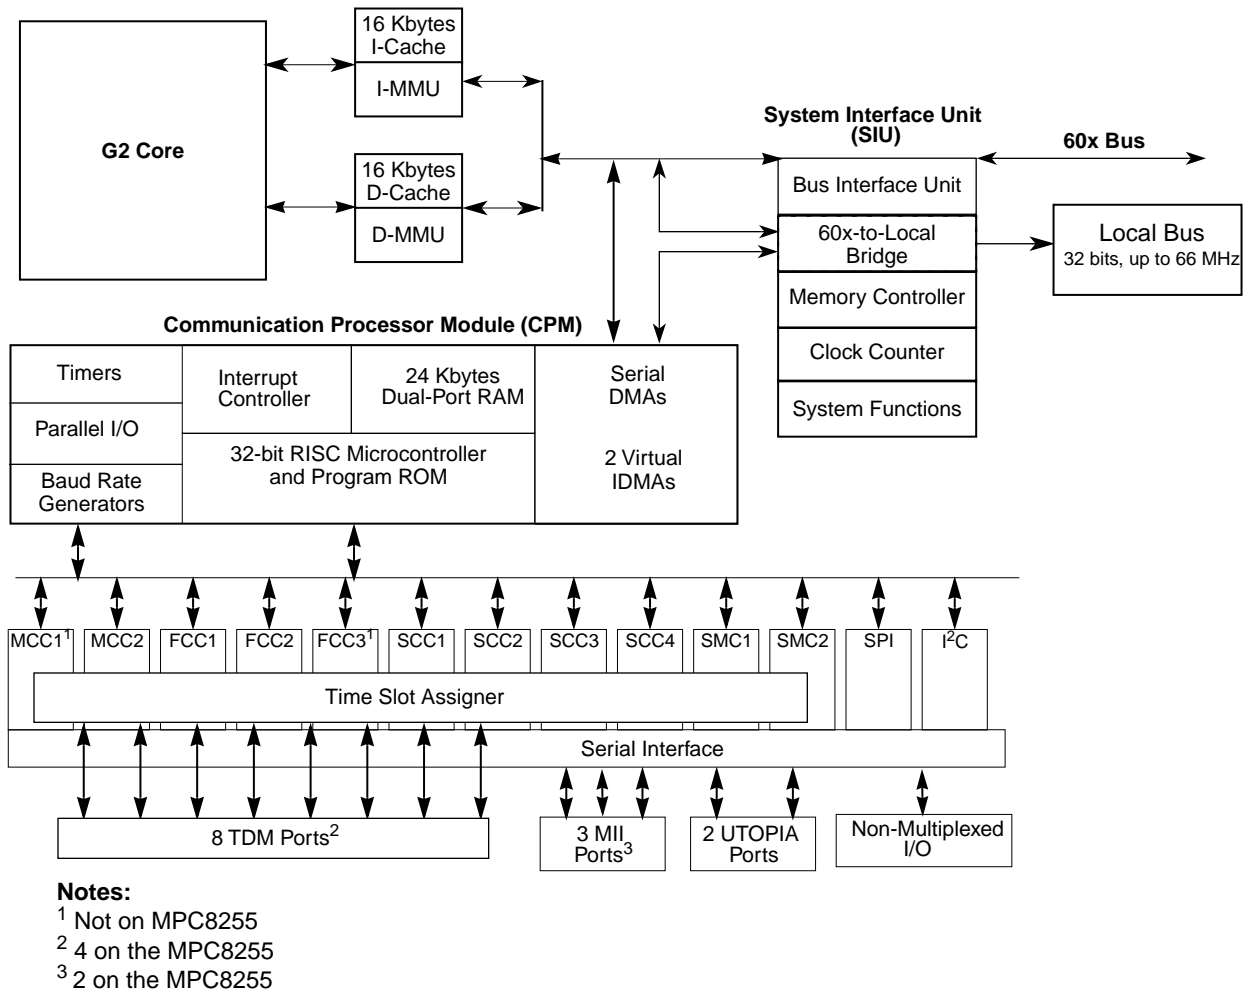 16 Kbytes
I-Cache
I-MMU
G2 Core
16 Kbytes
D-Cache
D-MMU
System Interface Unit
(SIU)
60x Bus
Bus Interface Unit
60x-to-Local
Bridge
Memory Controller
Clock Counter
System Functions
Local Bus
32 bits, up to 66 MHz
Communication Processor Module (CPM)
Timers
Parallel I/O
Baud Rate
Generators
Interrupt
Controller
24 Kbytes
Dual-Port RAM
32-bit RISC Microcontroller
and Program ROM
Serial
DMAs
2 Virtual
IDMAs
MCC1¹ MCC2 FCC1 FCC2 FCC3¹ SCC1 SCC2 SCC3 SCC4 SMC1 SMC2 SPI I²C
Time Slot Assigner
Serial Interface
8 TDM Ports²
3 MII
Ports³
2 UTOPIA
Ports
Non-Multiplexed
I/O
Notes:
¹ Not on MPC8255
² 4 on the MPC8255
³ 2 on the MPC8255